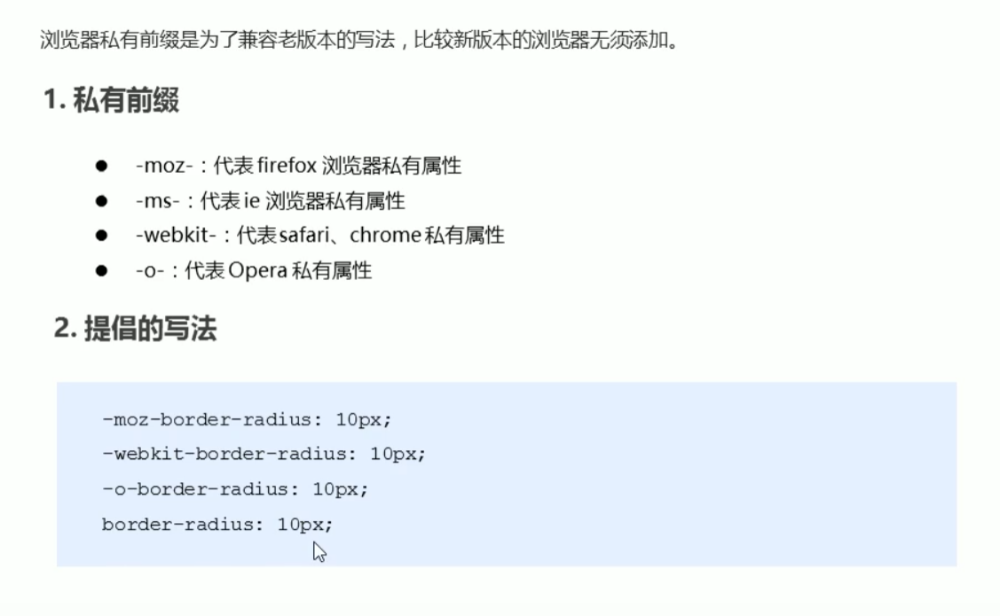 浏览器私有前缀是为了兼容老版本的写法，比较新版本的浏览器无须添加。
1. 私有前缀
● -moz-：代表 firefox 浏览器私有属性
● -ms-：代表 ie 浏览器私有属性
● -webkit-：代表 safari、chrome 私有属性
● -o-：代表 Opera 私有属性
2. 提倡的写法
-moz-border-radius: 10px;
-webkit-border-radius: 10px;
-o-border-radius: 10px;
border-radius: 10px;